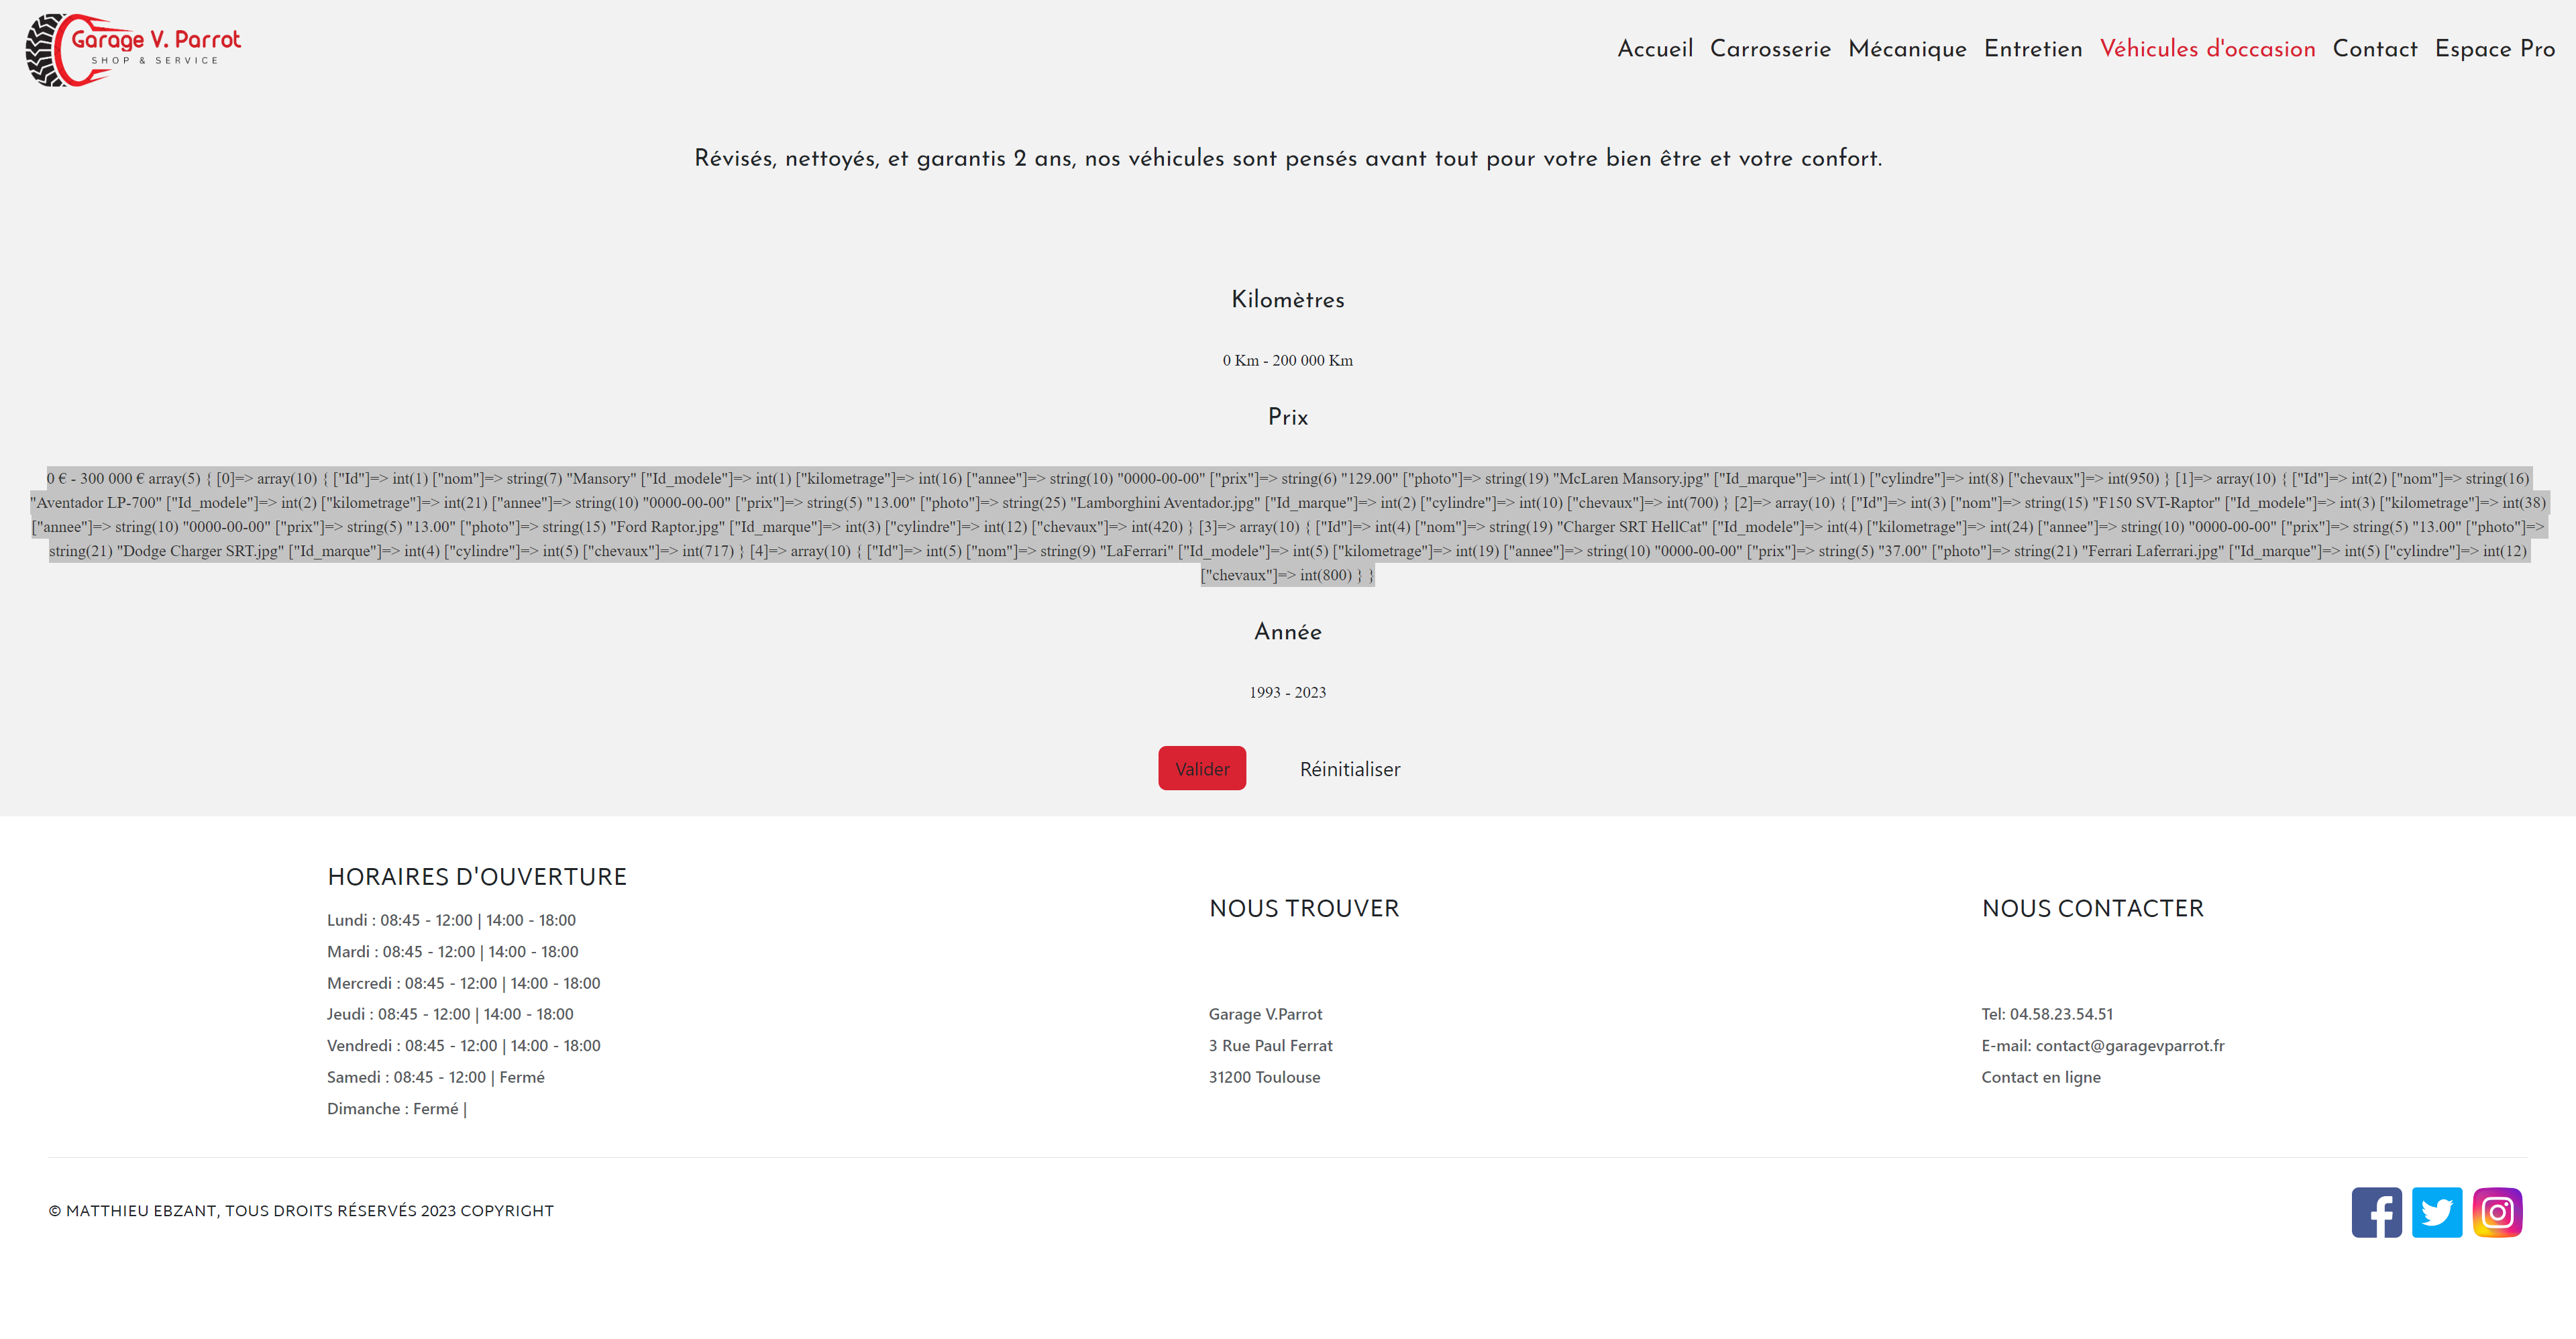 Garage V. Parrot
SHOP & SERVICE
Accueil Carrosserie Mécanique Entretien Véhicules d'occasion Contact Espace Pro
Révisés, nettoyés, et garantis 2 ans, nos véhicules sont pensés avant tout pour votre bien être et votre confort.
Kilomètres
0 Km - 200 000 Km
Prix
0 € - 300 000 € array(5) { [0]=> array(10) { ["Id"]=> int(1) ["nom"]=> string(7) "Mansory" ["Id_modele"]=> int(1) ["kilometrage"]=> int(16) ["annee"]=> string(10) "0000-00-00" ["prix"]=> string(6) "129.00" ["photo"]=> string(19) "McLaren Mansory.jpg" ["Id_marque"]=> int(1) ["cylindre"]=> int(8) ["chevaux"]=> int(950) } [1]=> array(10) { ["Id"]=> int(2) ["nom"]=> string(16)
"Aventador LP-700" ["Id_modele"]=> int(2) ["kilometrage"]=> int(21) ["annee"]=> string(10) "0000-00-00" ["prix"]=> string(5) "13.00" ["photo"]=> string(25) "Lamborghini Aventador.jpg" ["Id_marque"]=> int(2) ["cylindre"]=> int(10) ["chevaux"]=> int(700) } [2]=> array(10) { ["Id"]=> int(3) ["nom"]=> string(15) "F150 SVT-Raptor" ["Id_modele"]=> int(3) ["kilometrage"]=> int(38)
["annee"]=> string(10) "0000-00-00" ["prix"]=> string(5) "13.00" ["photo"]=> string(15) "Ford Raptor.jpg" ["Id_marque"]=> int(3) ["cylindre"]=> int(12) ["chevaux"]=> int(420) } [3]=> array(10) { ["Id"]=> int(4) ["nom"]=> string(19) "Charger SRT HellCat" ["Id_modele"]=> int(4) ["kilometrage"]=> int(24) ["annee"]=> string(10) "0000-00-00" ["prix"]=> string(5) "13.00" ["photo"]=>
string(21) "Dodge Charger SRT.jpg" ["Id_marque"]=> int(4) ["cylindre"]=> int(5) ["chevaux"]=> int(717) } [4]=> array(10) { ["Id"]=> int(5) ["nom"]=> string(9) "LaFerrari" ["Id_modele"]=> int(5) ["kilometrage"]=> int(19) ["annee"]=> string(10) "0000-00-00" ["prix"]=> string(5) "37.00" ["photo"]=> string(21) "Ferrari Laferrari.jpg" ["Id_marque"]=> int(5) ["cylindre"]=> int(12)
["chevaux"]=> int(800) } }
Année
1993 - 2023
Valider Réinitialiser
HORAIRES D'OUVERTURE
Lundi : 08:45 - 12:00 | 14:00 - 18:00
Mardi : 08:45 - 12:00 | 14:00 - 18:00
Mercredi : 08:45 - 12:00 | 14:00 - 18:00
Jeudi : 08:45 - 12:00 | 14:00 - 18:00
Vendredi : 08:45 - 12:00 | 14:00 - 18:00
Samedi : 08:45 - 12:00 | Fermé
Dimanche : Fermé |
NOUS TROUVER
Garage V.Parrot
3 Rue Paul Ferrat
31200 Toulouse
NOUS CONTACTER
Tel: 04.58.23.54.51
E-mail: contact@garagevparrot.fr
Contact en ligne
© MATTHIEU EBZANT, TOUS DROITS RÉSERVÉS 2023 COPYRIGHT